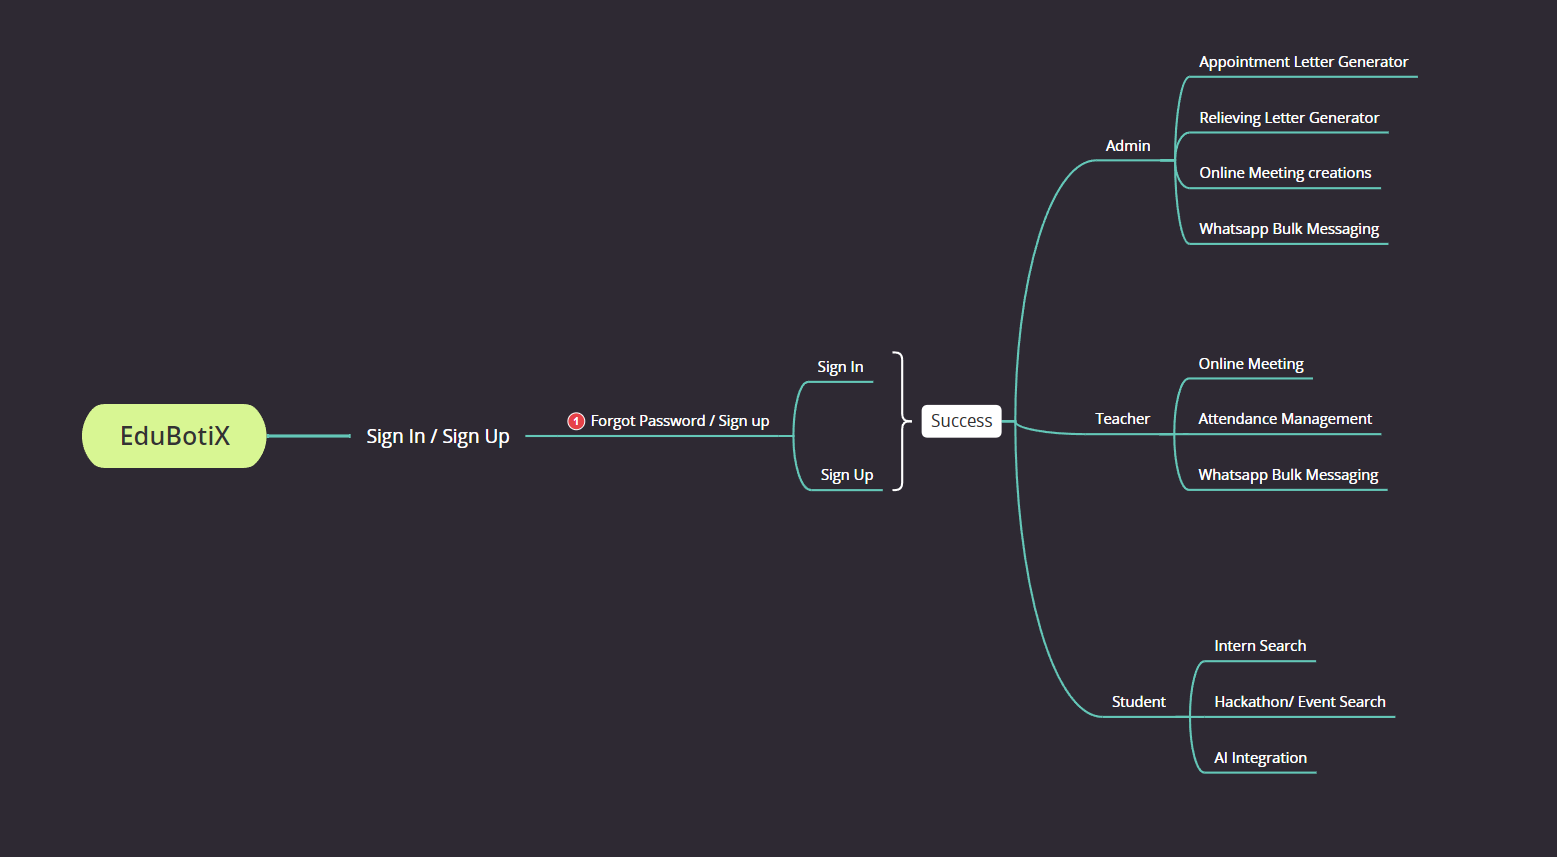 EduBotiX
Sign In / Sign Up
1 Forgot Password / Sign up
Sign In
Sign Up
Success
Admin
Appointment Letter Generator
Relieving Letter Generator
Online Meeting creations
Whatsapp Bulk Messaging
Teacher
Online Meeting
Attendance Management
Whatsapp Bulk Messaging
Student
Intern Search
Hackathon/ Event Search
AI Integration